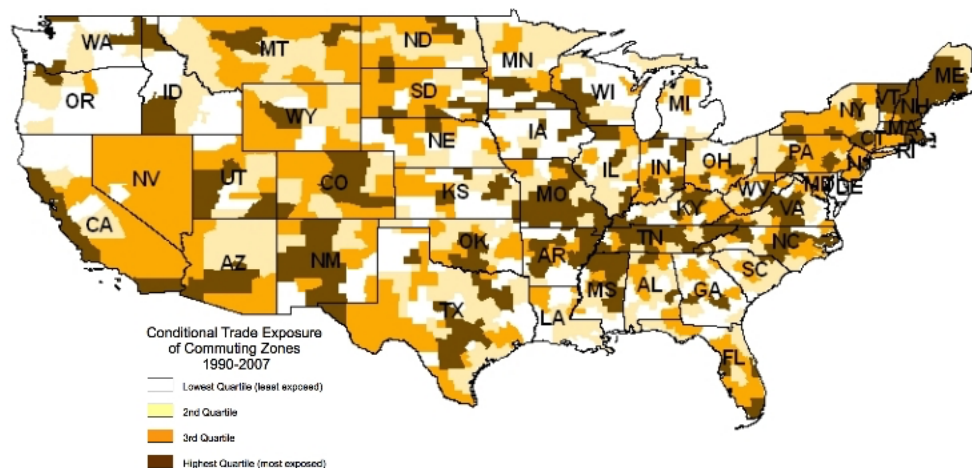 WA
MT
ND
MN
ME
OR
ID
WY
SD
WI
MI
NY
VT
NH
MA
CT
RI
NE
IA
PA
NJ
NV
UT
CO
KS
MO
IL
IN
OH
WV
MD
DE
VA
KY
CA
AZ
NM
OK
AR
TN
NC
SC
TX
LA
MS
AL
GA
FL
Conditional Trade Exposure
of Commuting Zones
1990-2007
Lowest Quartile (least exposed)
2nd Quartile
3rd Quartile
Highest Quartile (most exposed)